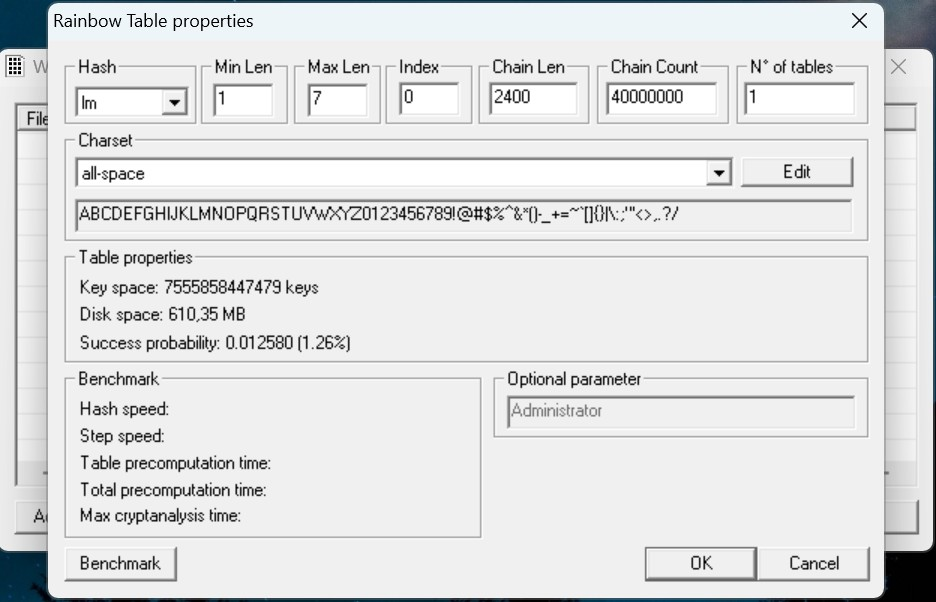 Rainbow Table properties
W
File
Hash
Min Len
Max Len
Index
Chain Len
Chain Count
N° of tables
lm
1
7
0
2400
40000000
1
Charset
all-space
Edit
ABCDEFGHIJKLMNOPQRSTUVWXYZ0123456789!@#$%^&*()-_+=~`[]{}|\:;'"<>,.?/
Table properties
Key space: 7555858447479 keys
Disk space: 610,35 MB
Success probability: 0.012580 (1.26%)
Benchmark
Optional parameter
Hash speed:
Administrator
Step speed:
Table precomputation time:
Total precomputation time:
Max cryptanalysis time:
Benchmark
OK
Cancel